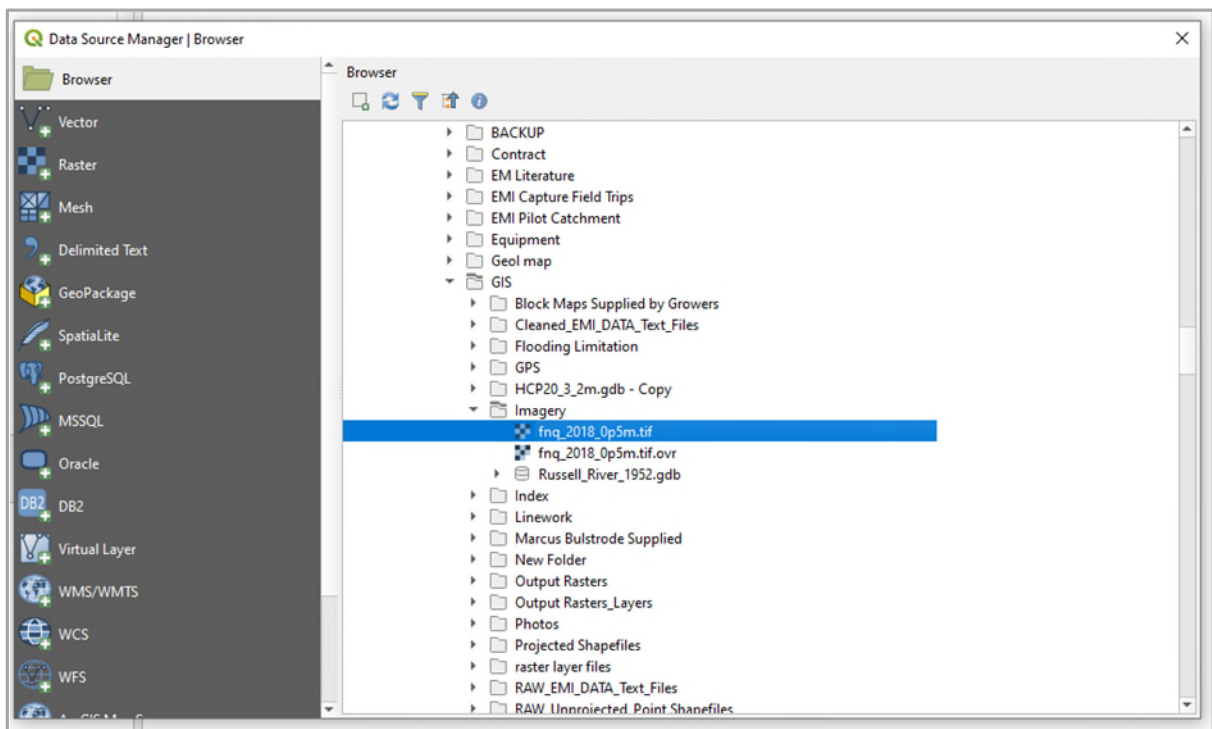 Data Source Manager | Browser
Browser
Vector
Raster
Mesh
Delimited Text
GeoPackage
SpatiaLite
PostgreSQL
MSSQL
Oracle
DB2
DB2
Virtual Layer
WMS/WMTS
WCS
WFS
Browser
BACKUP
Contract
EM Literature
EMI Capture Field Trips
EMI Pilot Catchment
Equipment
Geol map
GIS
Block Maps Supplied by Growers
Cleaned_EMI_DATA_Text_Files
Flooding Limitation
GPS
HCP20_3_2m.gdb - Copy
Imagery
fnq_2018_0p5m.tif
fnq_2018_0p5m.tif.ovr
Russell_River_1952.gdb
Index
Linework
Marcus Bulstrode Supplied
New Folder
Output Rasters
Output Rasters_Layers
Photos
Projected Shapefiles
raster layer files
RAW_EMI_DATA_Text_Files
RAW_Unprojected_Point Shapefiles